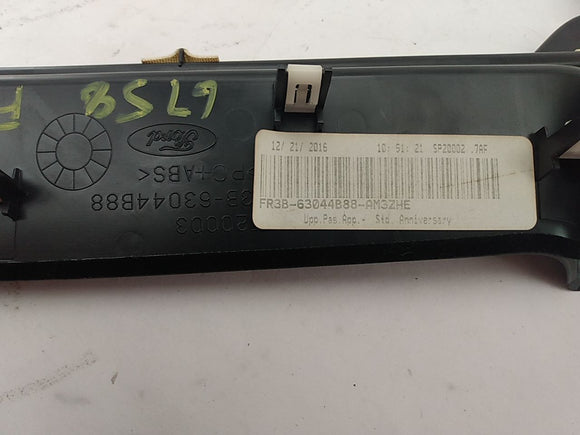 6758
F
12/ 21/ 2016 10: 51: 21 SP20002 .7AF
FR3B-63044B88-AM3ZHE
Upp.Pas.App.- Std. Anniversary
Ford
>PC+ABS<
3B-63044B88
20003